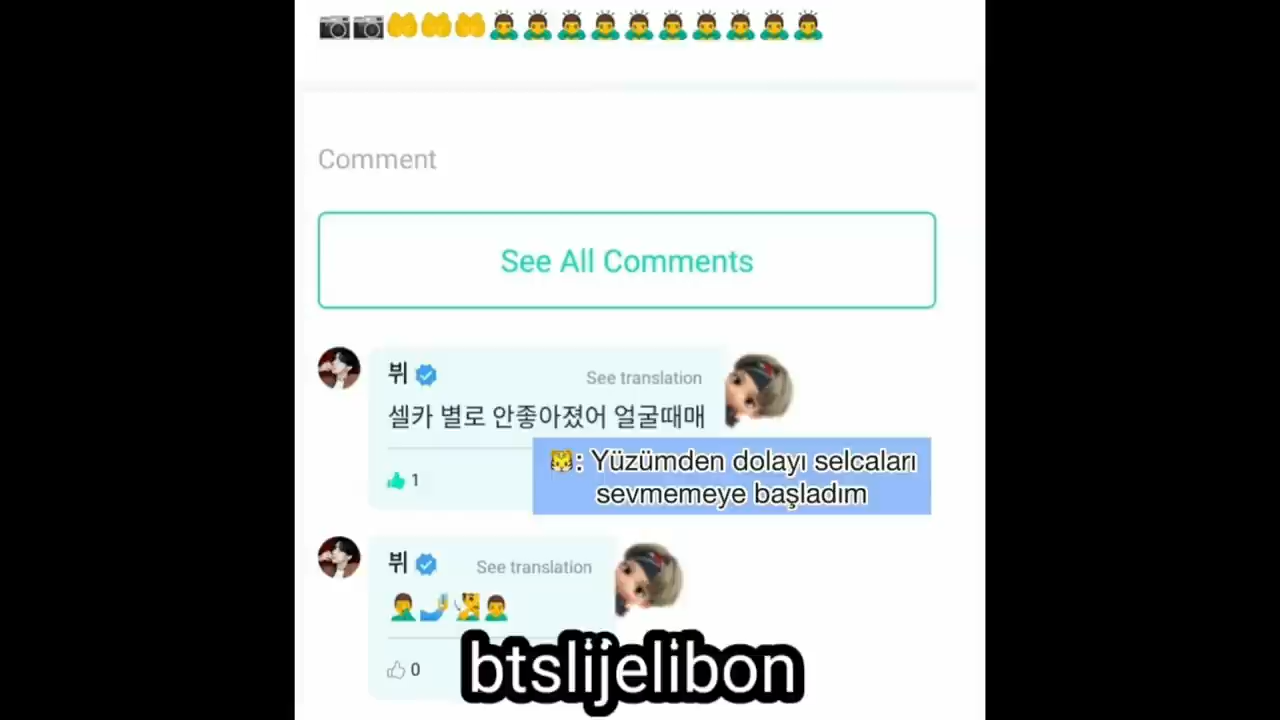 📷📷🤲🤲🤲🙇‍♂️🙇‍♂️🙇‍♂️🙇‍♂️🙇‍♂️🙇‍♂️🙇‍♂️🙇‍♂️🙇‍♂️🙇‍♂️
Comment
See All Comments
뷔
See translation
셀카 별로 안좋아졌어 얼굴때매
🐯: Yüzümden dolayı selcaları
sevmemeye başladım
1
뷔
See translation
🤦‍♂️🤳🧏‍♂️🙇‍♂️
0
btslijelibon